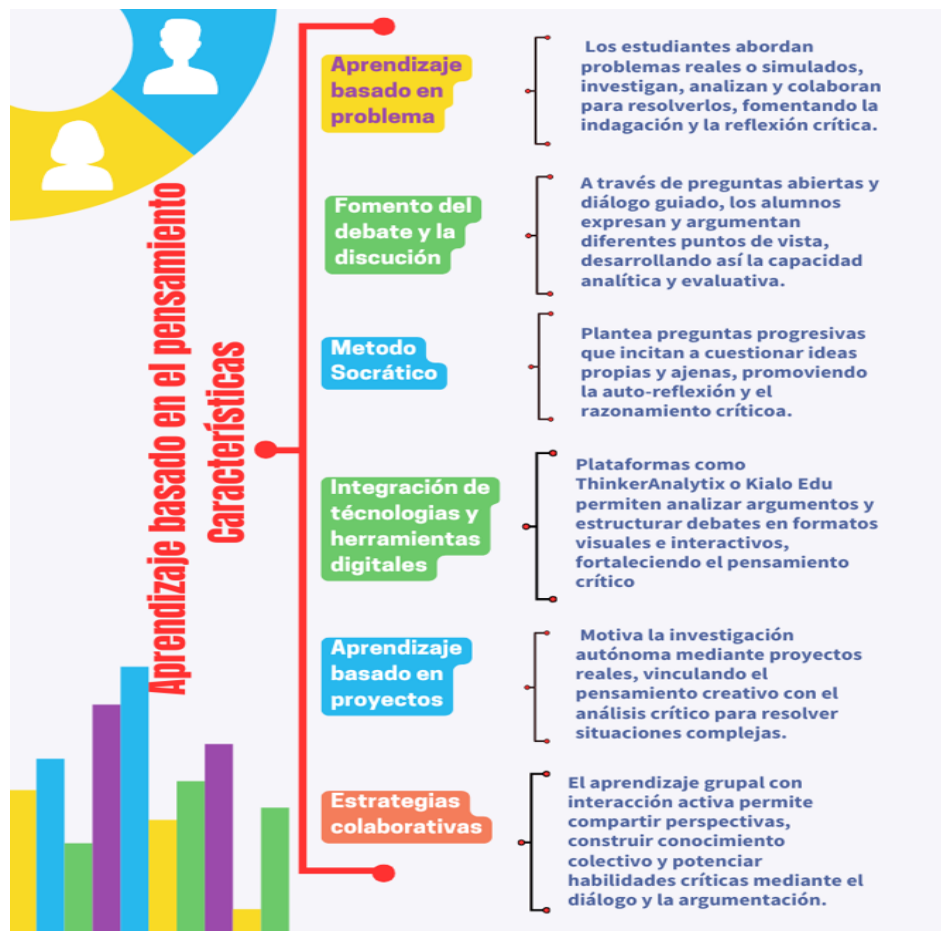 Aprendizaje basado en el pensamiento
Características
Aprendizaje
basado en
problema
Los estudiantes abordan
problemas reales o simulados,
investigan, analizan y colaboran
para resolverlos, fomentando la
indagación y la reflexión crítica.
Fomento del
debate y la
discución
A través de preguntas abiertas y
diálogo guiado, los alumnos
expresan y argumentan
diferentes puntos de vista,
desarrollando así la capacidad
analítica y evaluativa.
Metodo
Socrático
Plantea preguntas progresivas
que incitan a cuestionar ideas
propias y ajenas, promoviendo
la auto-reflexión y el
razonamiento críticoa.
Integración de
técnologias y
herramientas
digitales
Plataformas como
ThinkerAnalytix o Kialo Edu
permiten analizar argumentos y
estructurar debates en formatos
visuales e interactivos,
fortaleciendo el pensamiento
crítico
Aprendizaje
basado en
proyectos
Motiva la investigación
autónoma mediante proyectos
reales, vinculando el
pensamiento creativo con el
análisis crítico para resolver
situaciones complejas.
Estrategias
colaborativas
El aprendizaje grupal con
interacción activa permite
compartir perspectivas,
construir conocimiento
colectivo y potenciar
habilidades críticas mediante el
diálogo y la argumentación.